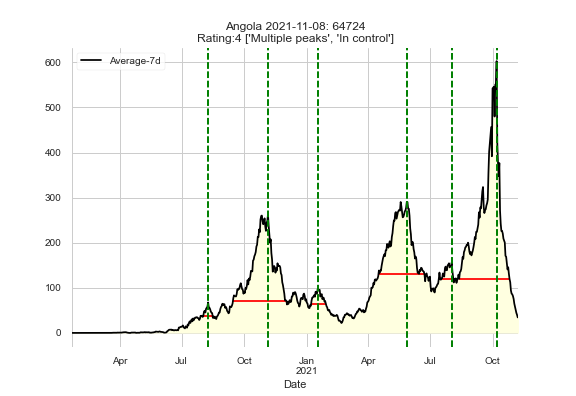 Angola 2021-11-08: 64724
Rating:4 ['Multiple peaks', 'In control']
Average-7d
600
500
400
300
200
100
0
Apr Jul Oct Jan Apr Jul Oct
2021
Date